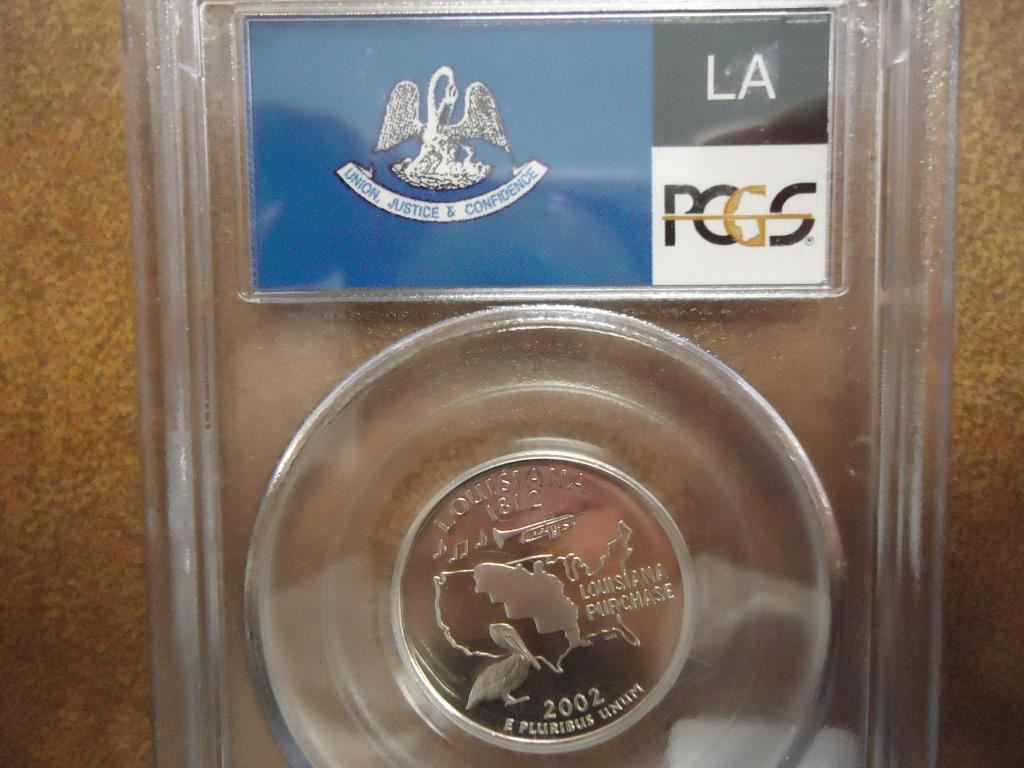 LA
UNION, JUSTICE & CONFIDENCE
PCGS®
LOUISIANA
1812
LOUISIANA
PURCHASE
2002
E PLURIBUS UNUM